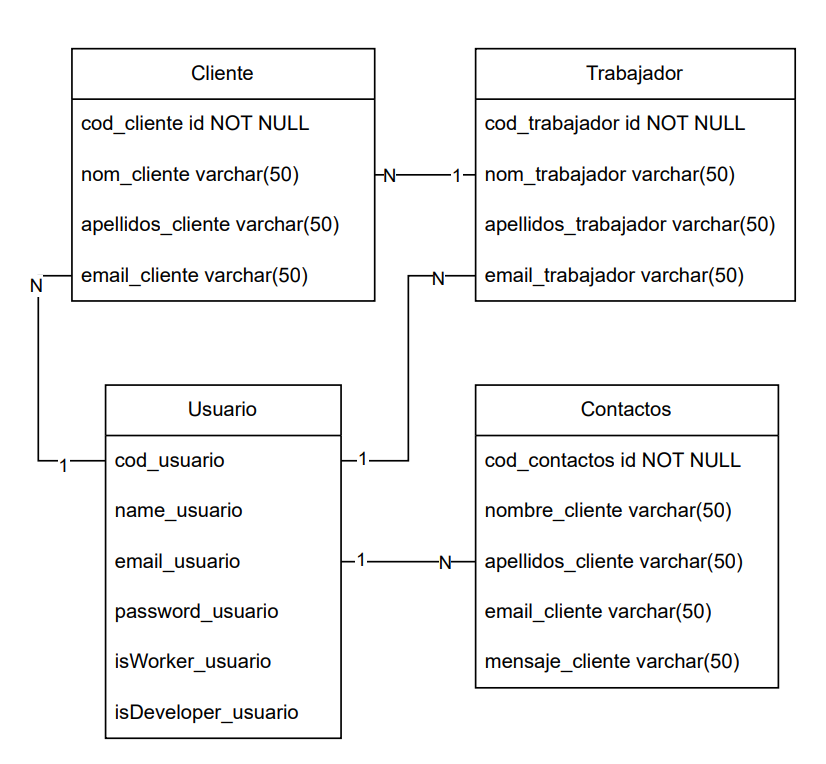 Cliente
cod_cliente id NOT NULL
nom_cliente varchar(50)
apellidos_cliente varchar(50)
email_cliente varchar(50)
N
1
Trabajador
cod_trabajador id NOT NULL
nom_trabajador varchar(50)
apellidos_trabajador varchar(50)
email_trabajador varchar(50)
N
N
Usuario
cod_usuario
name_usuario
email_usuario
password_usuario
isWorker_usuario
isDeveloper_usuario
1
1
1
N
Contactos
cod_contactos id NOT NULL
nombre_cliente varchar(50)
apellidos_cliente varchar(50)
email_cliente varchar(50)
mensaje_cliente varchar(50)